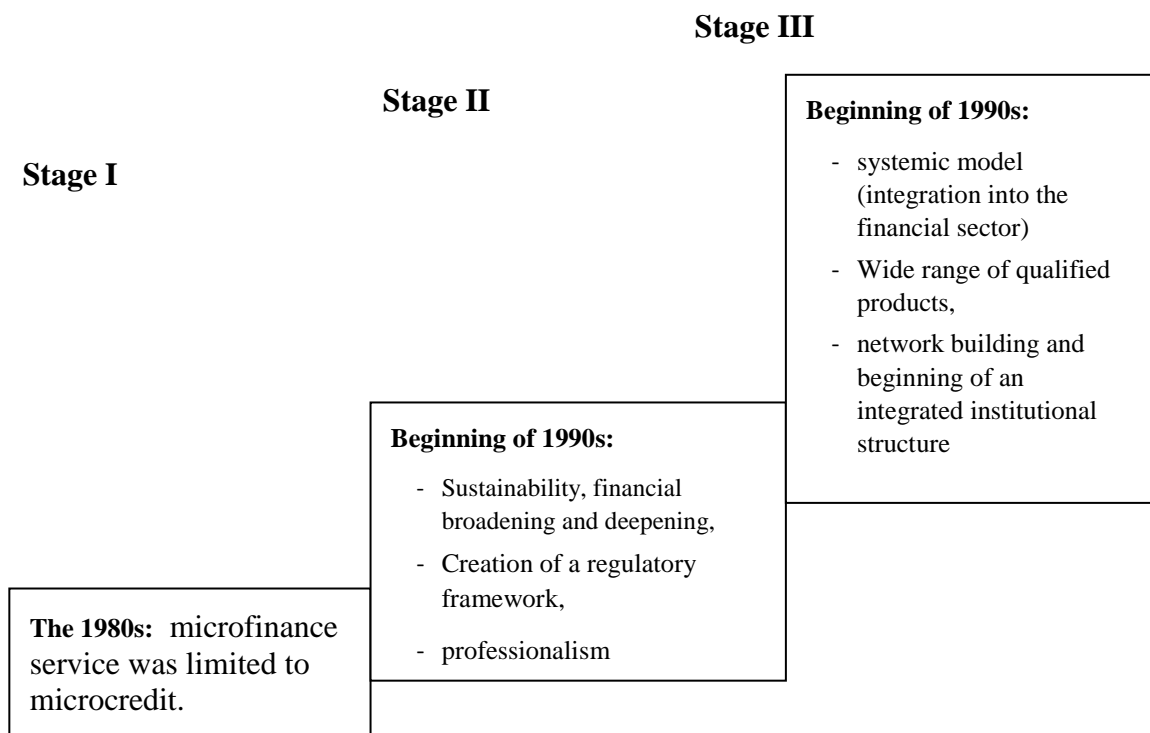 Stage I
The 1980s: microfinance
service was limited to
microcredit.
Stage II
Beginning of 1990s:
- Sustainability, financial
broadening and deepening,
- Creation of a regulatory
framework,
- professionalism
Stage III
Beginning of 1990s:
- systemic model
(integration into the
financial sector)
- Wide range of qualified
products,
- network building and
beginning of an
integrated institutional
structure